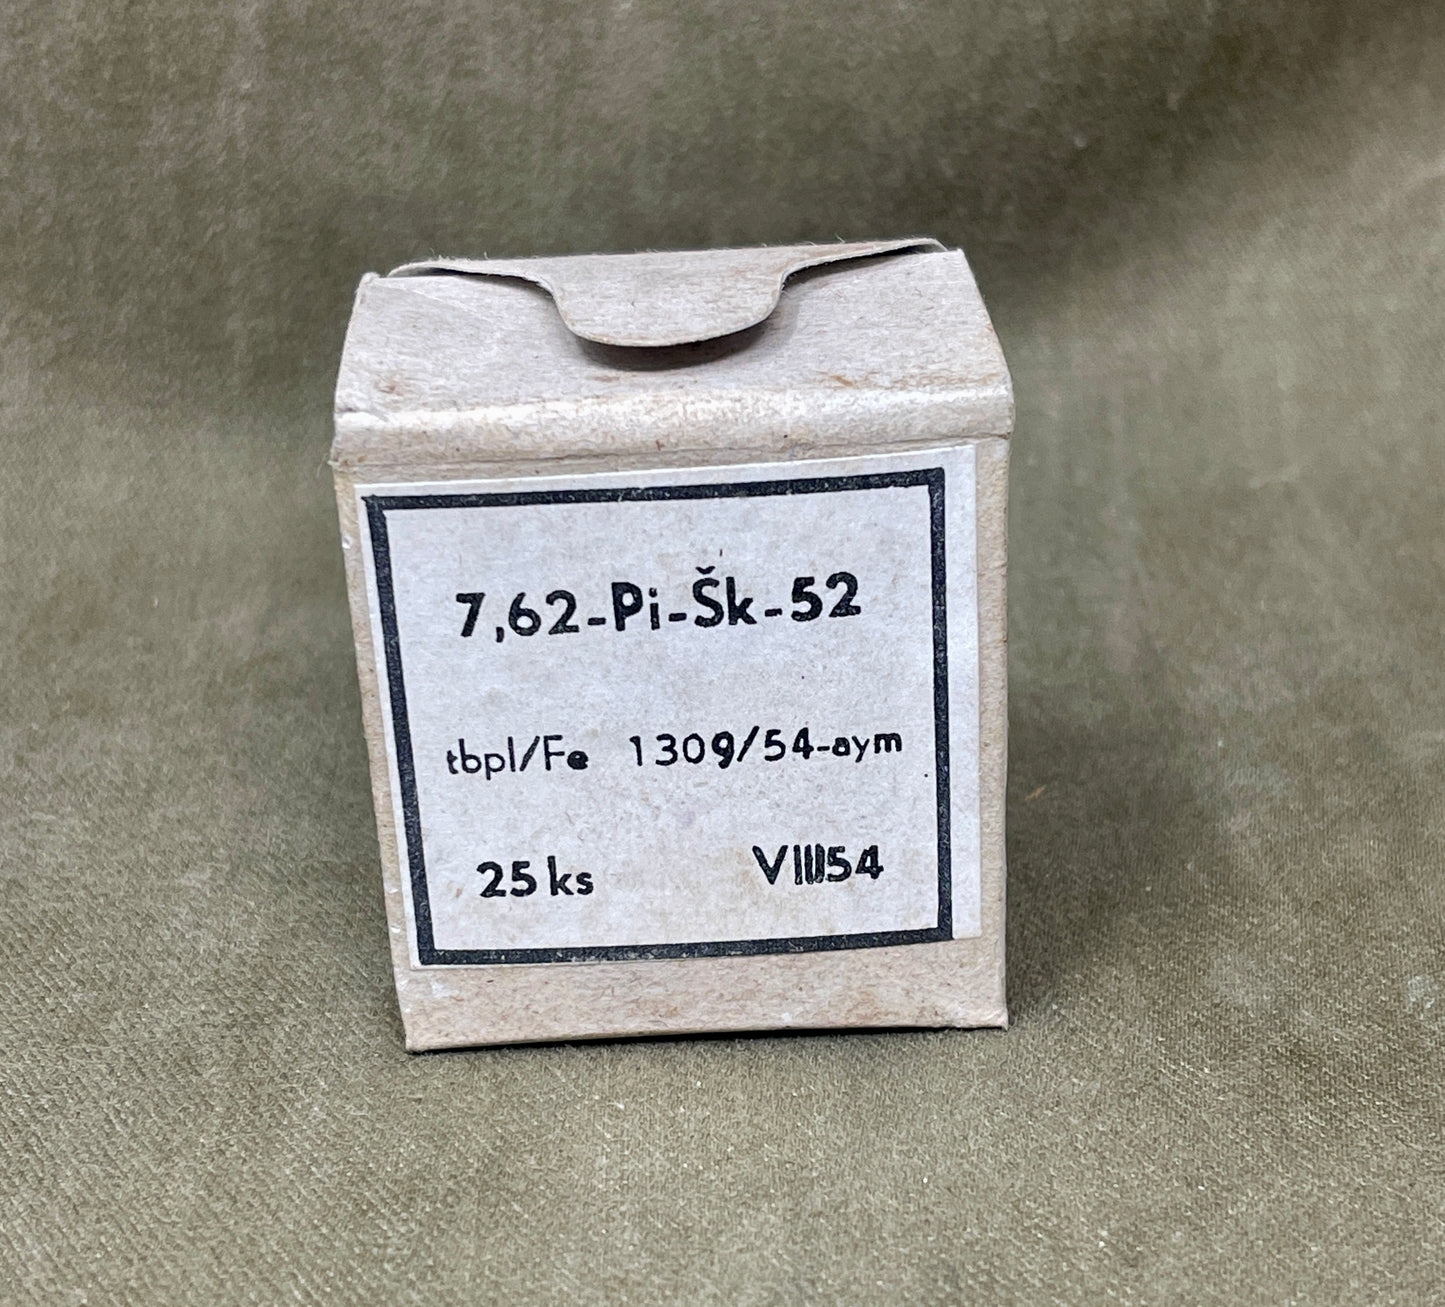 7,62-Pi-Šk-52
tbpl/Fe 1309/54-aym
25 ks VIII54